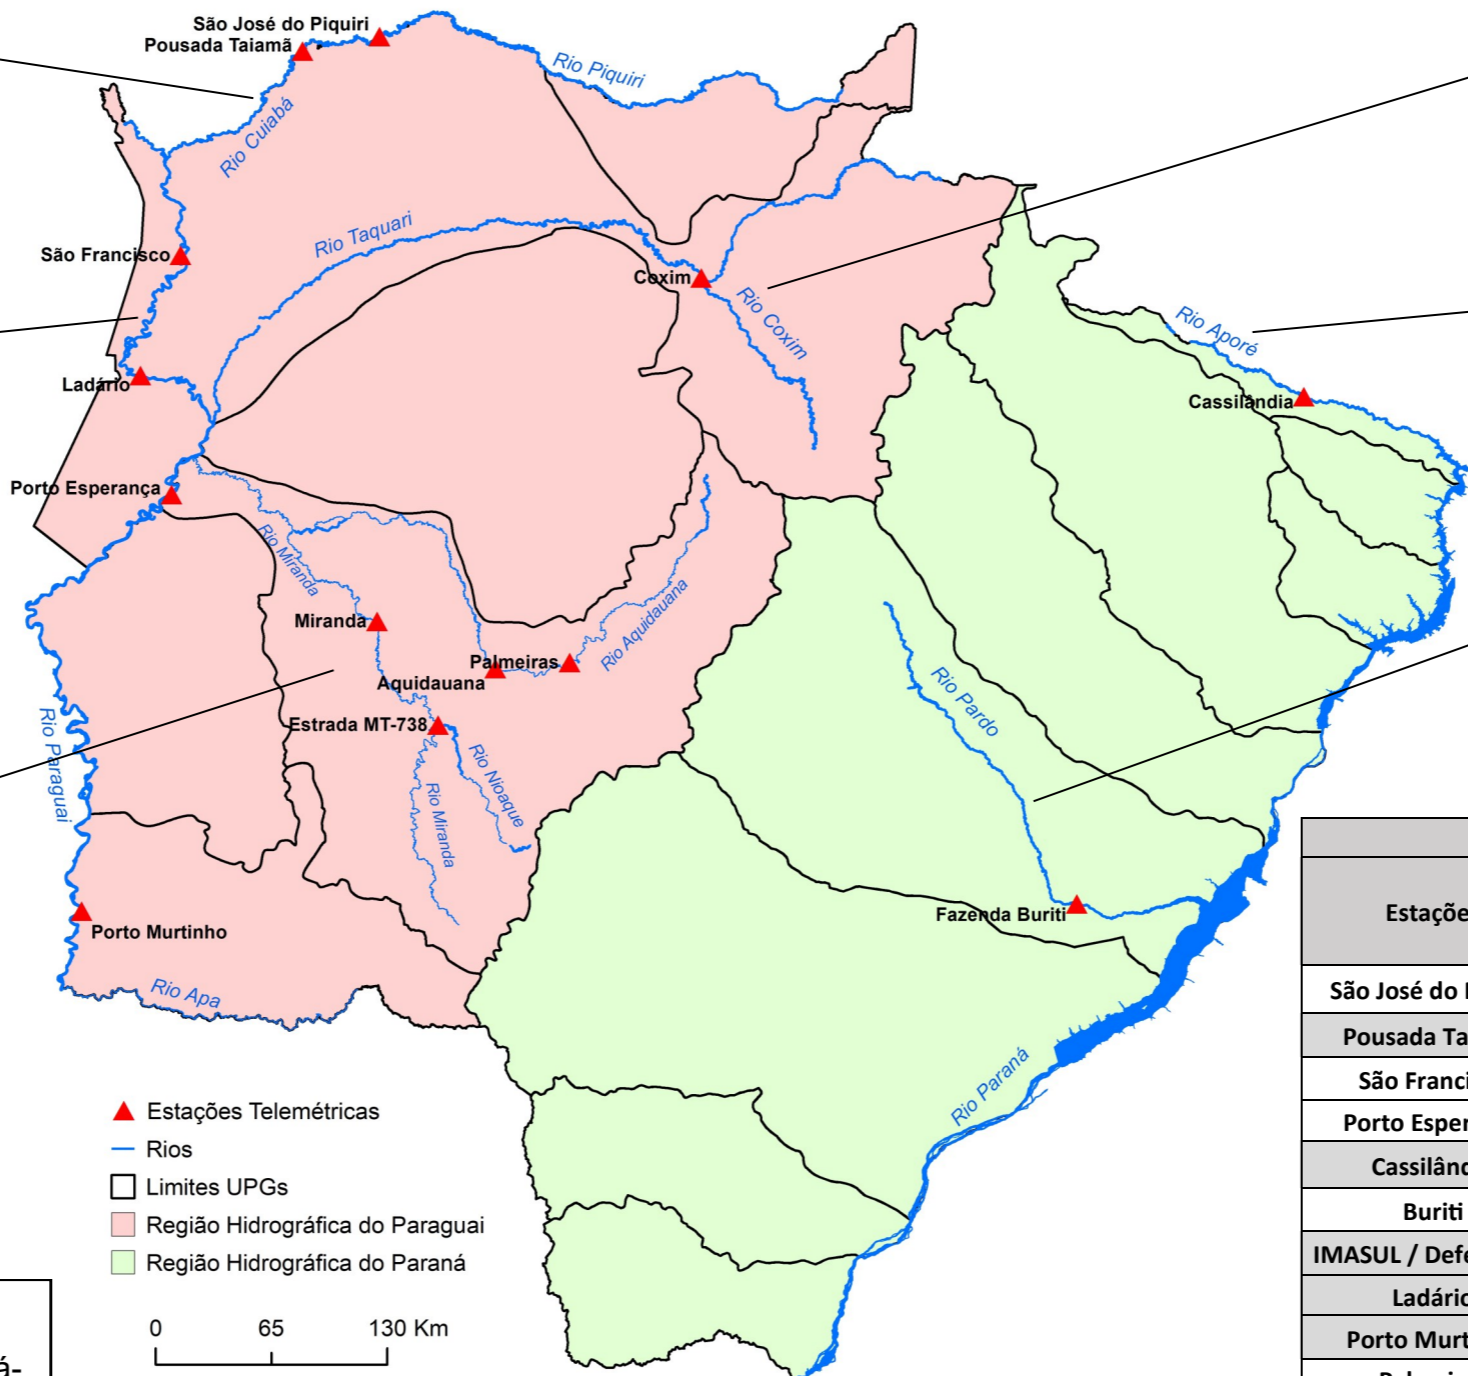 São José do Piquiri
Pousada Taiamã
Rio Piquiri
Rio Cuiabá
São Francisco
Rio Taquari
Coxim
Rio Coxim
Rio Aporé
Ladário
Cassilândia
Porto Esperança
Rio Miranda
Miranda
Rio Aquidauana
Palmeiras
Aquidauana
Rio Pardo
Estrada MT-738
Rio Paraguai
Rio Nioaque
Rio Miranda
Fazenda Buriti
Porto Murtinho
Rio Apa
Rio Paraná
Estações Telemétricas
Rios
Limites UPGs
Região Hidrográfica do Paraguai
Região Hidrográfica do Paraná
0 65 130 Km
á-
Estaçõe
São José do
Pousada Ta
São Franci
Porto Esper
Cassilând
Buriti
IMASUL / Defe
Ladário
Porto Murt